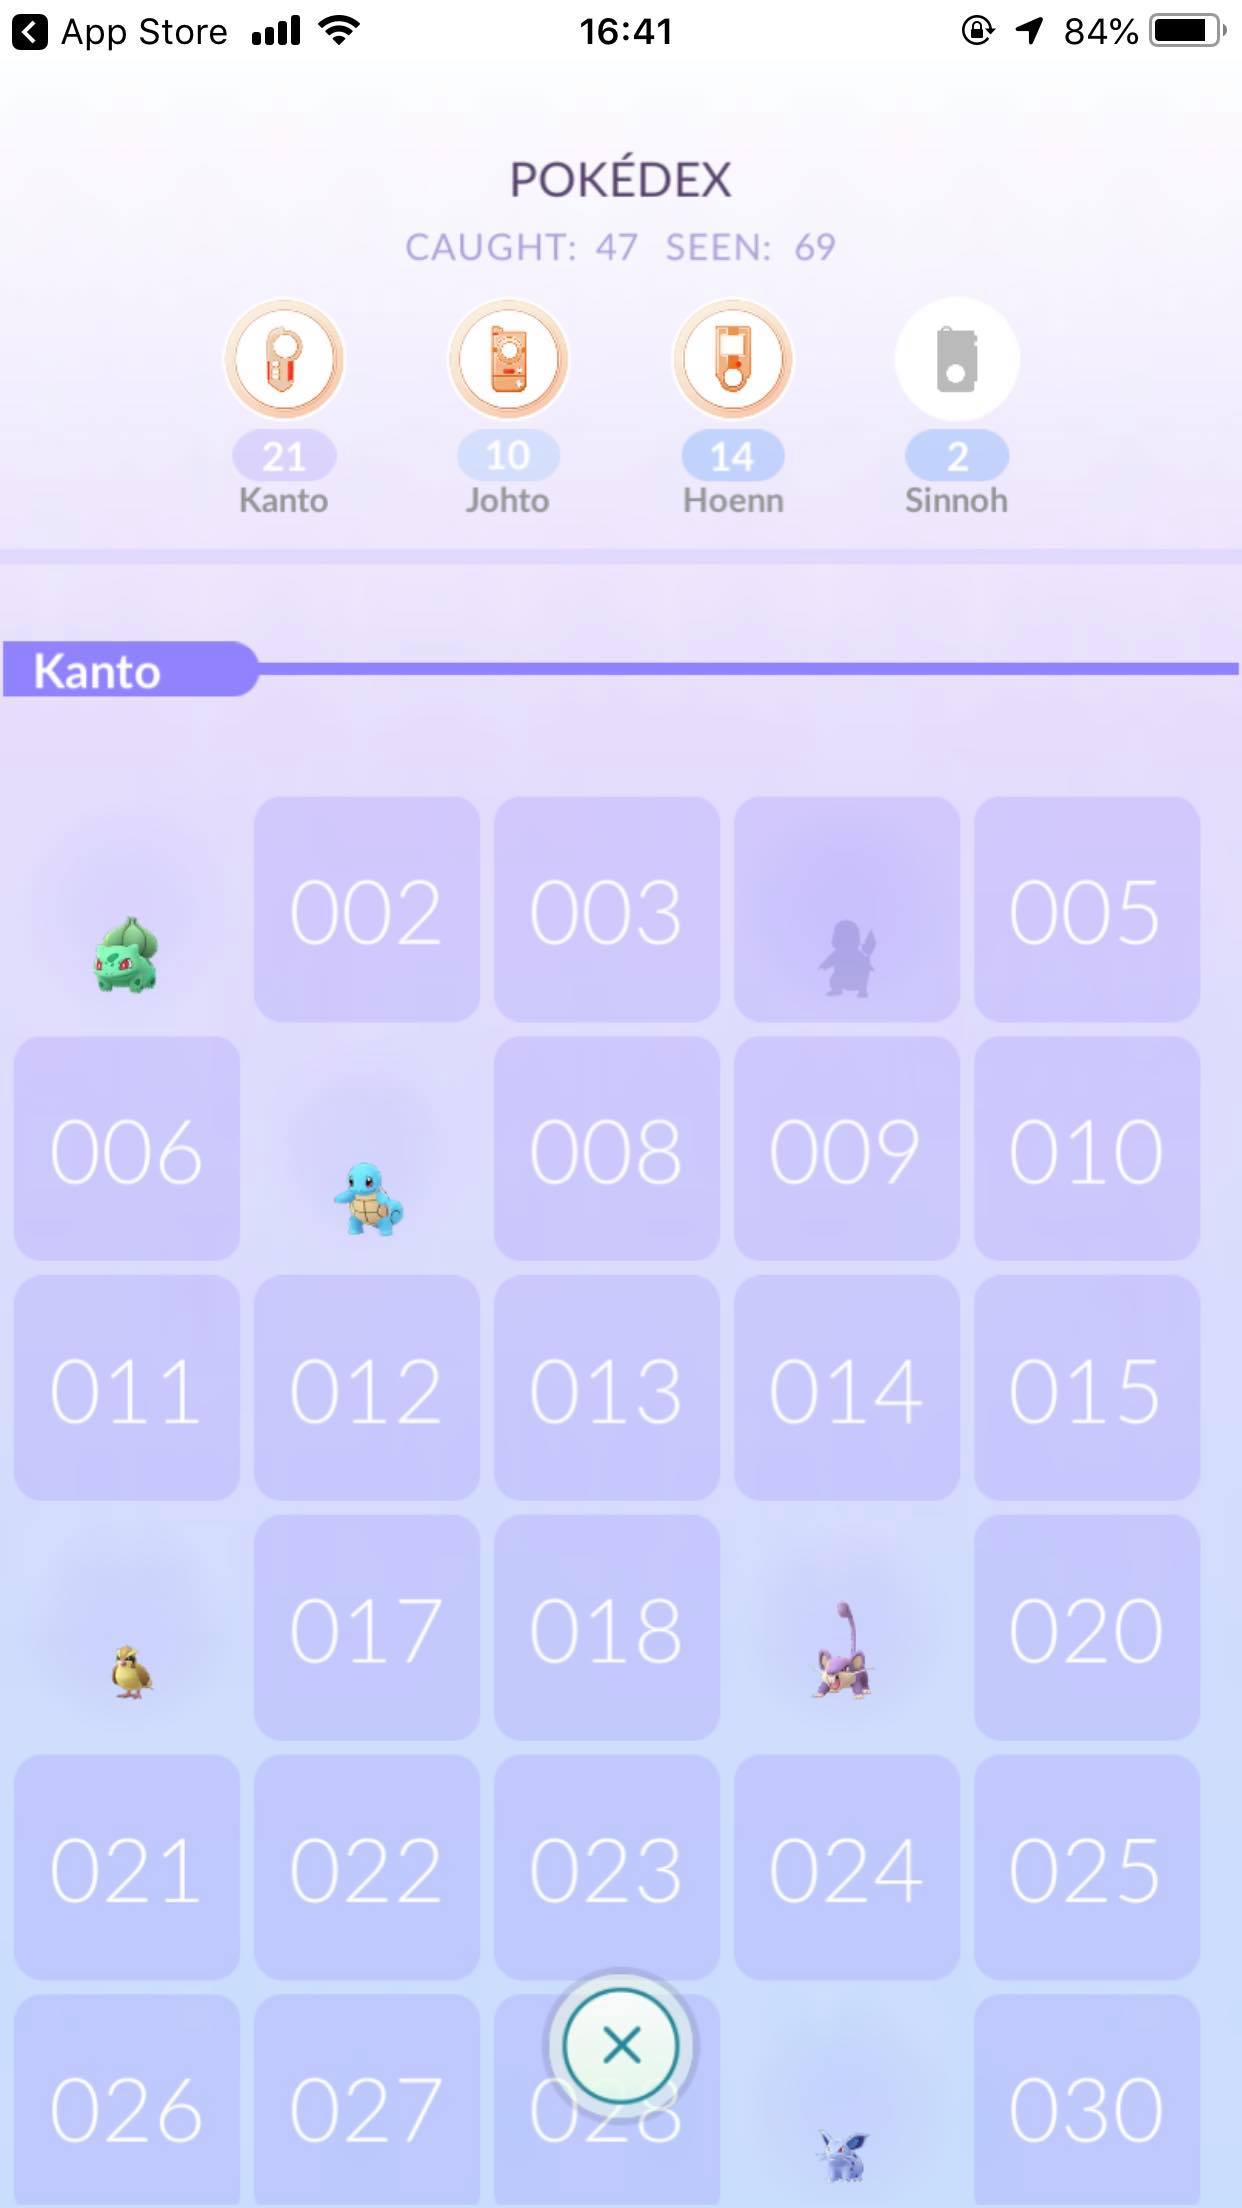 App Store 16:41 84%
POKÉDEX
CAUGHT: 47 SEEN: 69
21 10 14 2
Kanto Johto Hoenn Sinnoh
Kanto
002 003 005
006 008 009 010
011 012 013 014 015
017 018 020
021 022 023 024 025
026 027 028 030